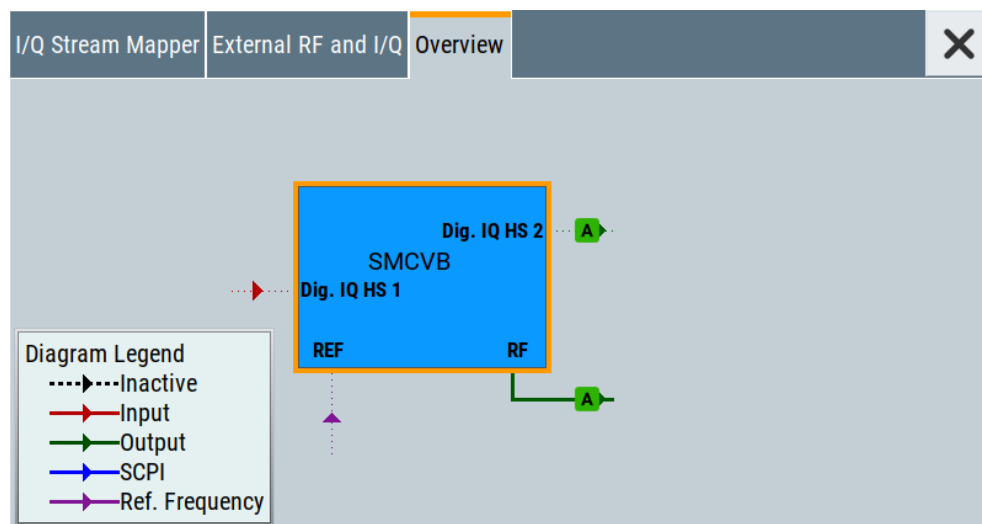 I/Q Stream Mapper External RF and I/Q Overview
Dig. IQ HS 2 A
SMCVB
Dig. IQ HS 1
REF RF
A
Diagram Legend
Inactive
Input
Output
SCPI
Ref. Frequency